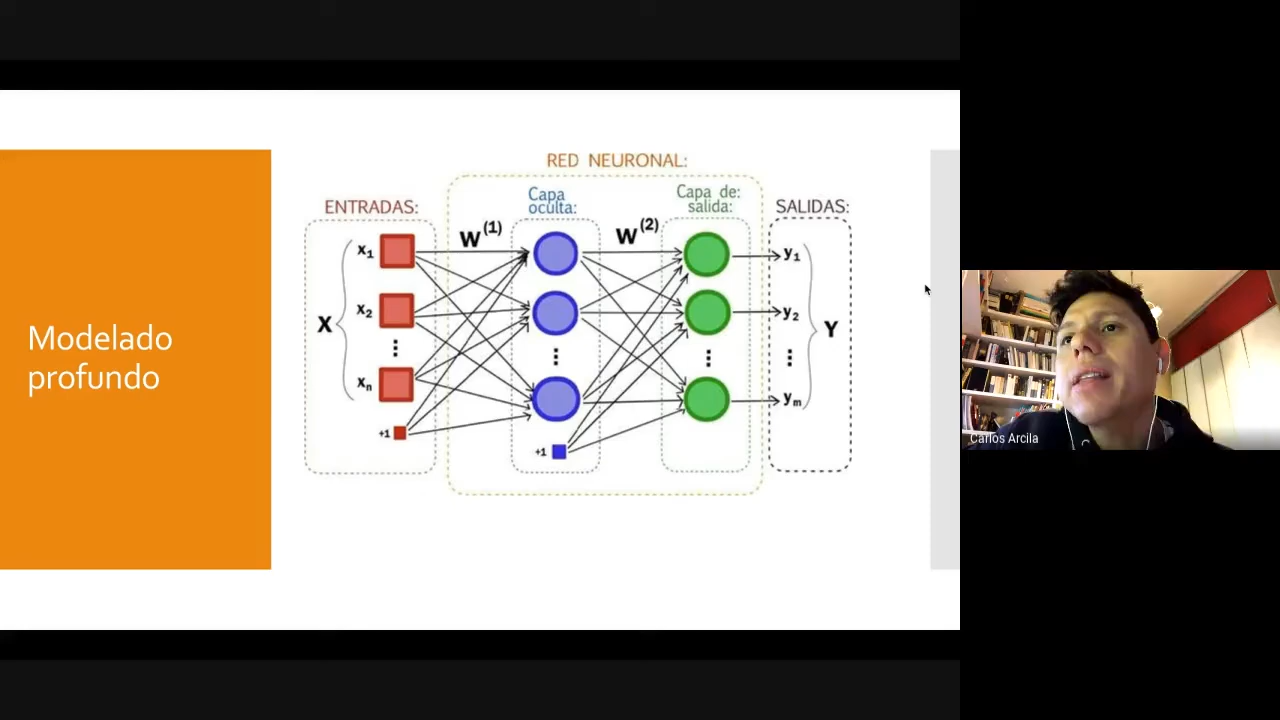 Modelado
profundo
RED NEURONAL:
ENTRADAS:
Capa
oculta:
Capa de:
salida:
SALIDAS:
W(1)
W(2)
x1
x2
xn
+1
X
+1
y1
y2
ym
Y
Carlos Arcila